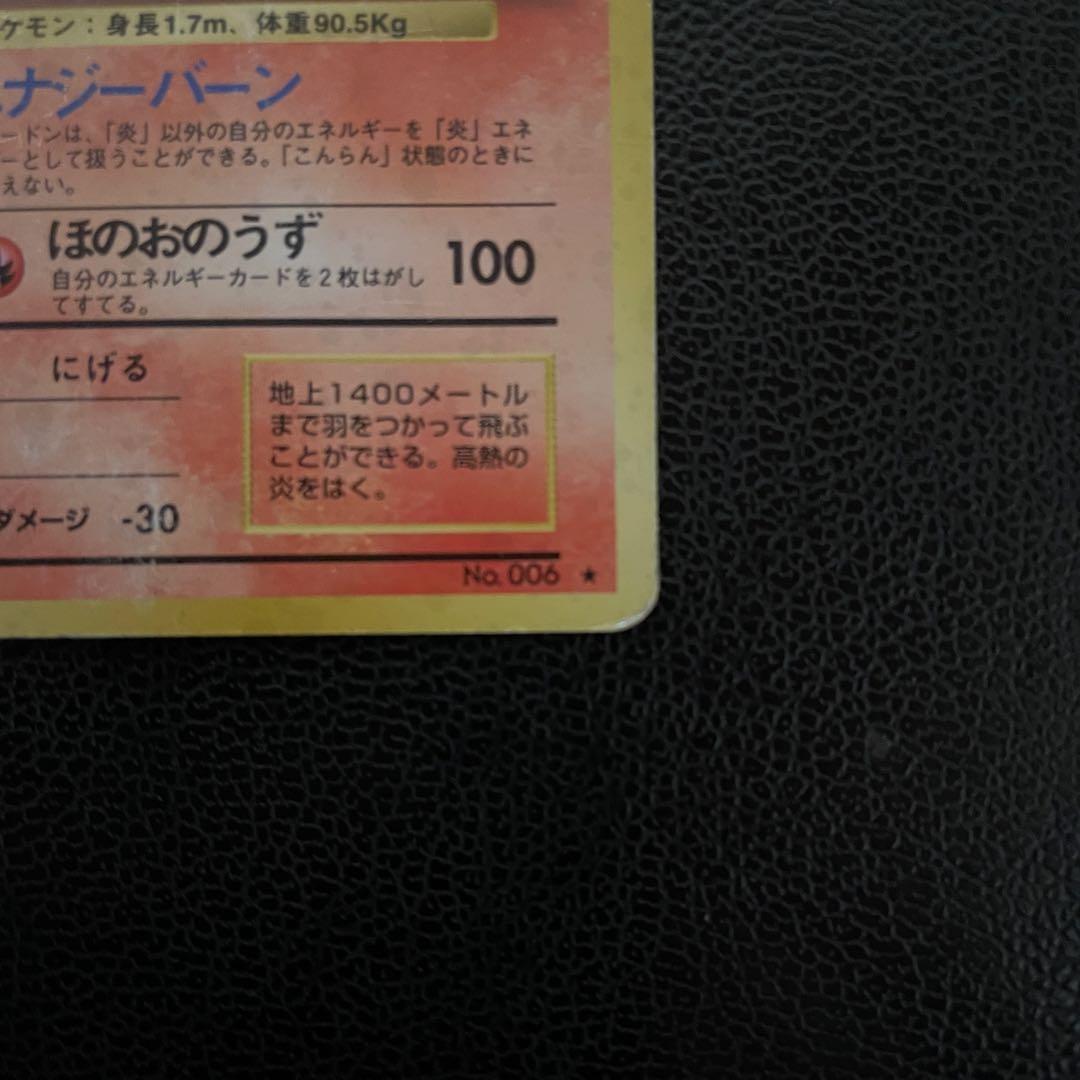 ケモン：身長1.7m、体重90.5Kg
ナジーバーン
ードンは、「炎」以外の自分のエネルギーを「炎」エネ
ーとして扱うことができる。「こんらん」状態のときに
えない。
ほのおのうず 100
自分のエネルギーカードを2枚はがし
てすてる。
にげる
地上1400メートル
まで羽をつかって飛ぶ
ことができる。高熱の
炎をはく。
ダメージ -30
No. 006 ★